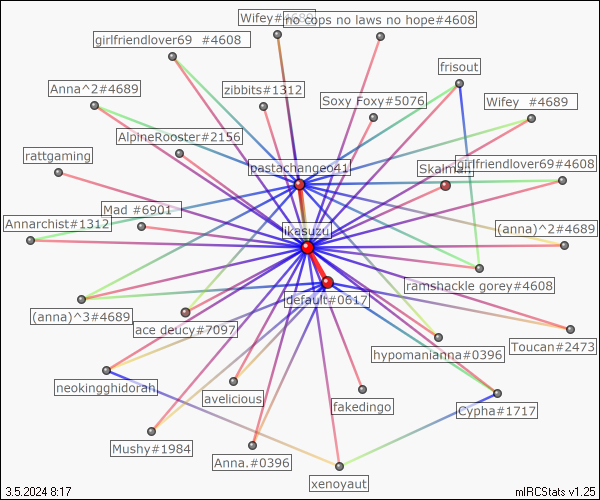 Wifey#4689
no cops no laws no hope#4608
girlfriendlover69 #4608
frisout
Anna^2#4689
zibbits#1312
Soxy Foxy#5076
Wifey #4689
AlpineRooster#2156
rattgaming
pastachangeo41
girlfriendlover69#4608
Mad #6901
Annarchist#1312
ikesuzu
(anna)^2#4689
ramshackle gorey#4608
default#0617
(anna)^3#4689
ace deucy#7097
Toucan#2473
hypomanianna#0396
neokingghidorah
avelicious
fakedingo
Cypha#1717
Mushy#1984
Anna.#0396
xenoyaut
3.5.2024 8:17
mIRCStats v1.25